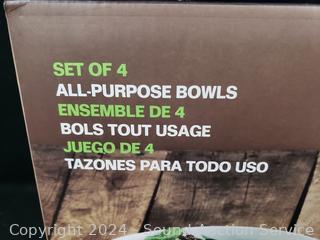 SET OF 4
ALL-PURPOSE BOWLS
ENSEMBLE DE 4
BOLS TOUT USAGE
JUEGO DE 4
TAZONES PARA TODO USO
Copyright 2024 - Sound Auction Service